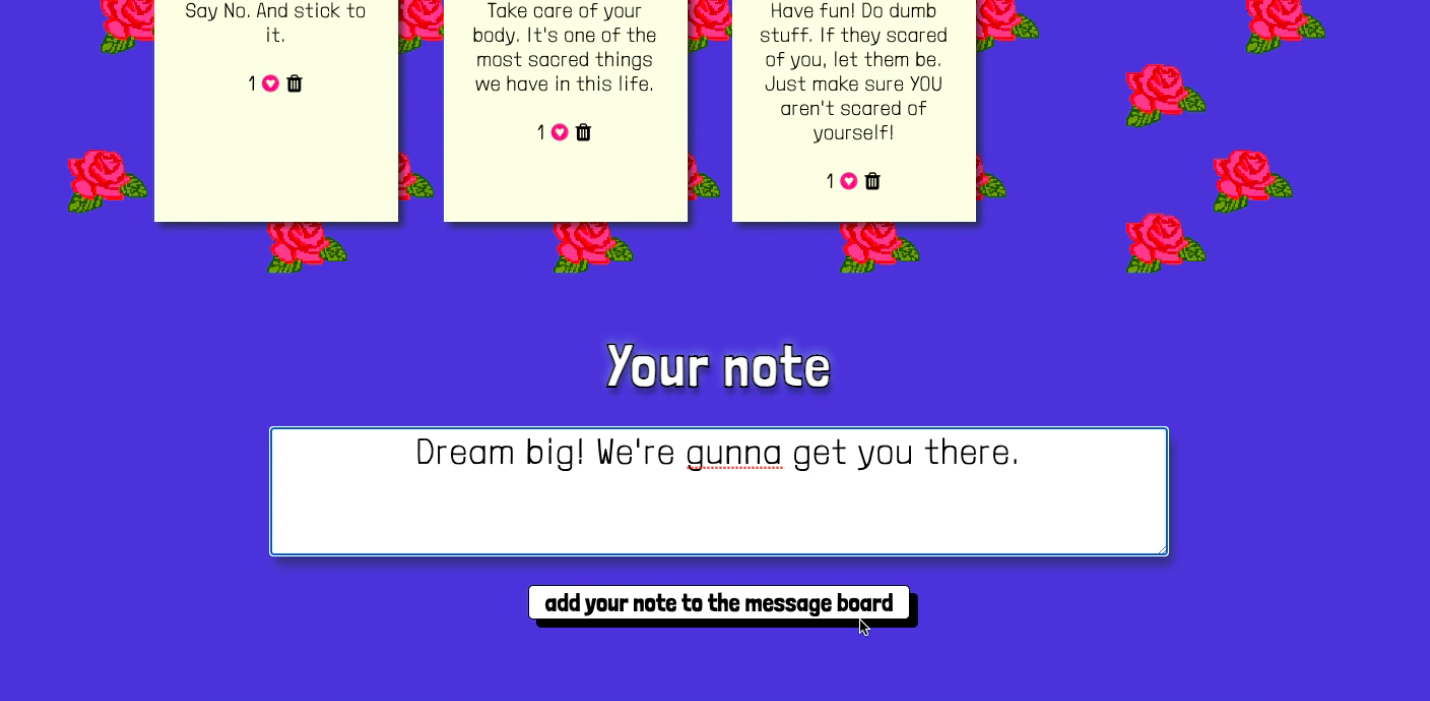 Say No. And stick to
it.
1
Take care of your
body. It's one of the
most sacred things
we have in this life.
1
Have fun! Do dumb
stuff. If they scared
of you, let them be.
Just make sure YOU
aren't scared of
yourself!
1
Your note
Dream big! We're gunna get you there.
add your note to the message board